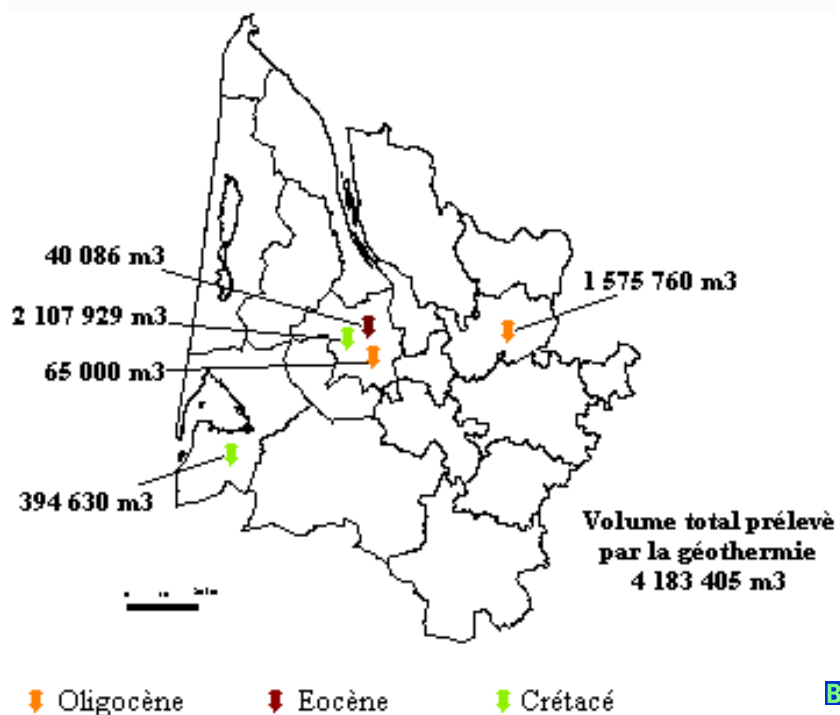 40 086 m3
1 575 760 m3
2 107 929 m3
65 000 m3
394 630 m3
Volume total prélevè
par la géothermie
4 183 405 m3
Oligocène
Eocène
Crétacé
B